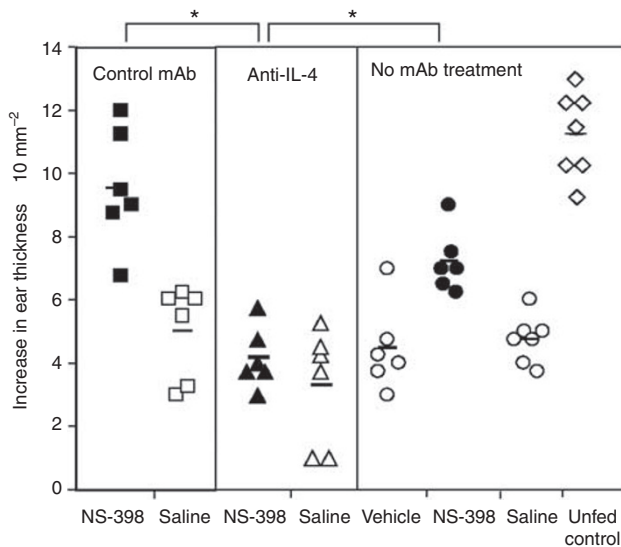 * *
14
12
10
8
6
4
2
0
Increase in ear thickness 10 mm⁻²
Control mAb
Anti-IL-4
No mAb treatment
NS-398 Saline NS-398 Saline Vehicle NS-398 Saline Unfed
control